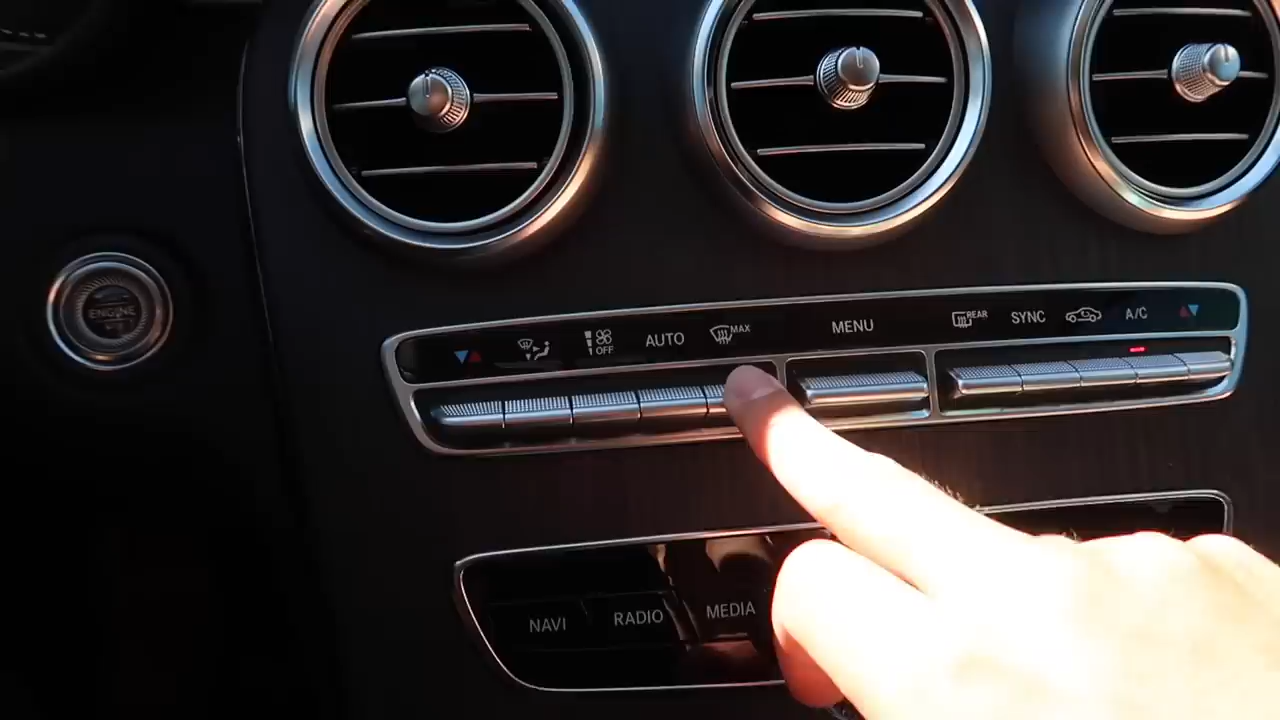 ENGINE
OFF
AUTO
MAX
MENU
REAR
SYNC
A/C
NAVI
RADIO
MEDIA